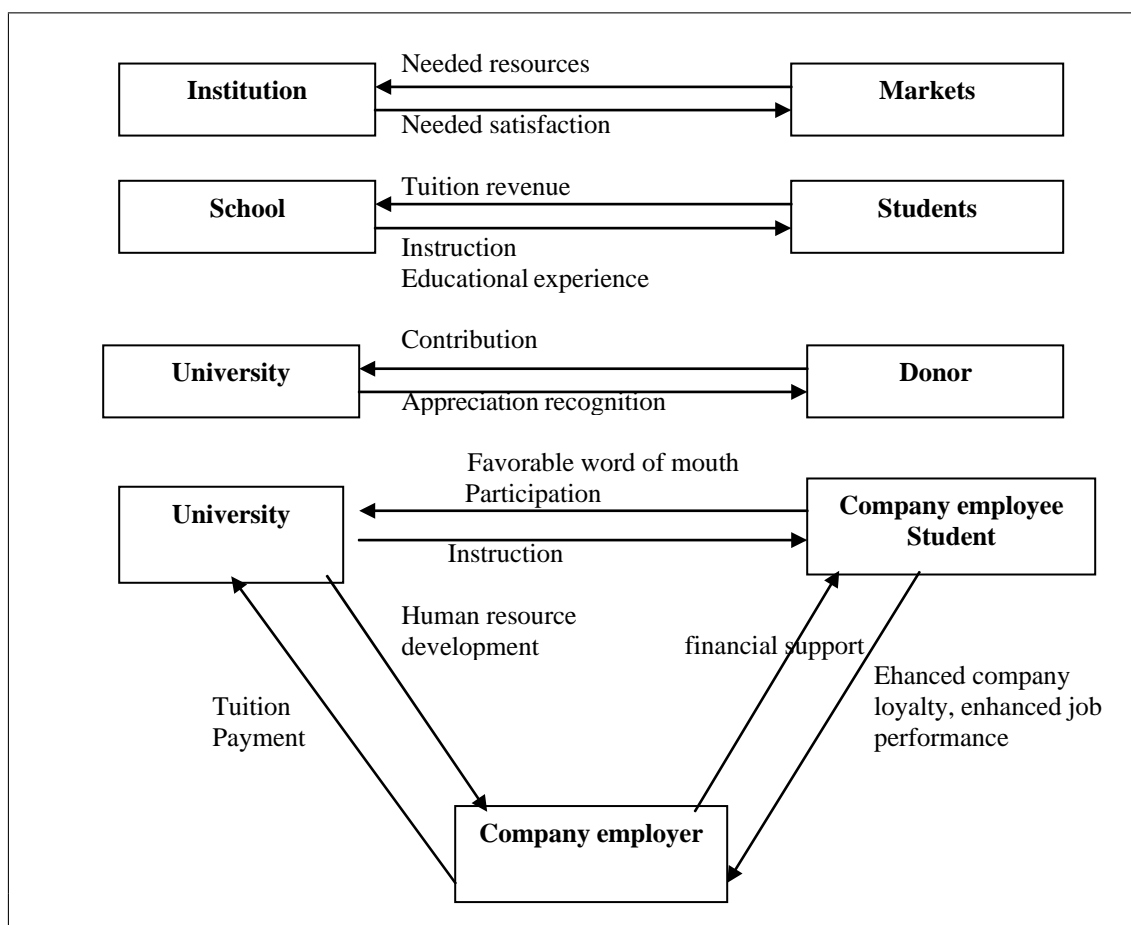 Needed resources
Institution
Markets
Needed satisfaction
Tuition revenue
School
Students
Instruction
Educational experience
Contribution
University
Donor
Appreciation recognition
Favorable word of mouth
Participation
University
Company employee
Student
Instruction
Human resource
development
financial support
Ehanced company
loyalty, enhanced job
performance
Tuition
Payment
Company employer